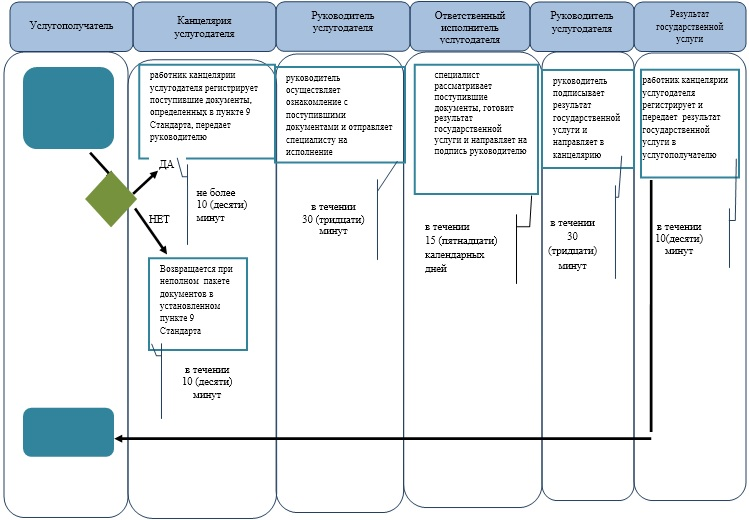 Услугополучатель
Канцелярия
услугодателя
Руководитель
услугодателя
Ответственный
исполнитель
услугодателя
Руководитель
услугодателя
Результат
государственной
услуги
работник канцелярии
услугодателя регистрирует
поступившие документы,
определенных в пункте 9
Стандарта, передает
руководителю
ДА
не более
10 (десяти)
минут
НЕТ
Возвращается при
неполном пакете
документов в
установленном
пункте 9
Стандарта
в течении
10 (десяти)
минут
руководитель
осуществляет
ознакомление с
поступившими
документами и отправляет
специалисту на
исполнение
в течении
30 (тридцати)
минут
специалист
рассматривает
поступившие
документы, готовит
результат
государственной
услуги и направляет на
подпись руководителю
в течении
15 (пятнадцати)
календарных
дней
руководитель
подписывает
результат
государственной
услуги и
направляет в
канцелярию
в течении
30
(тридцати)
минут
работник канцелярии
услугодателя
регистрирует и
передает результат
государственной
услуги в
услугополучателю
в течении
10(десяти)
минут